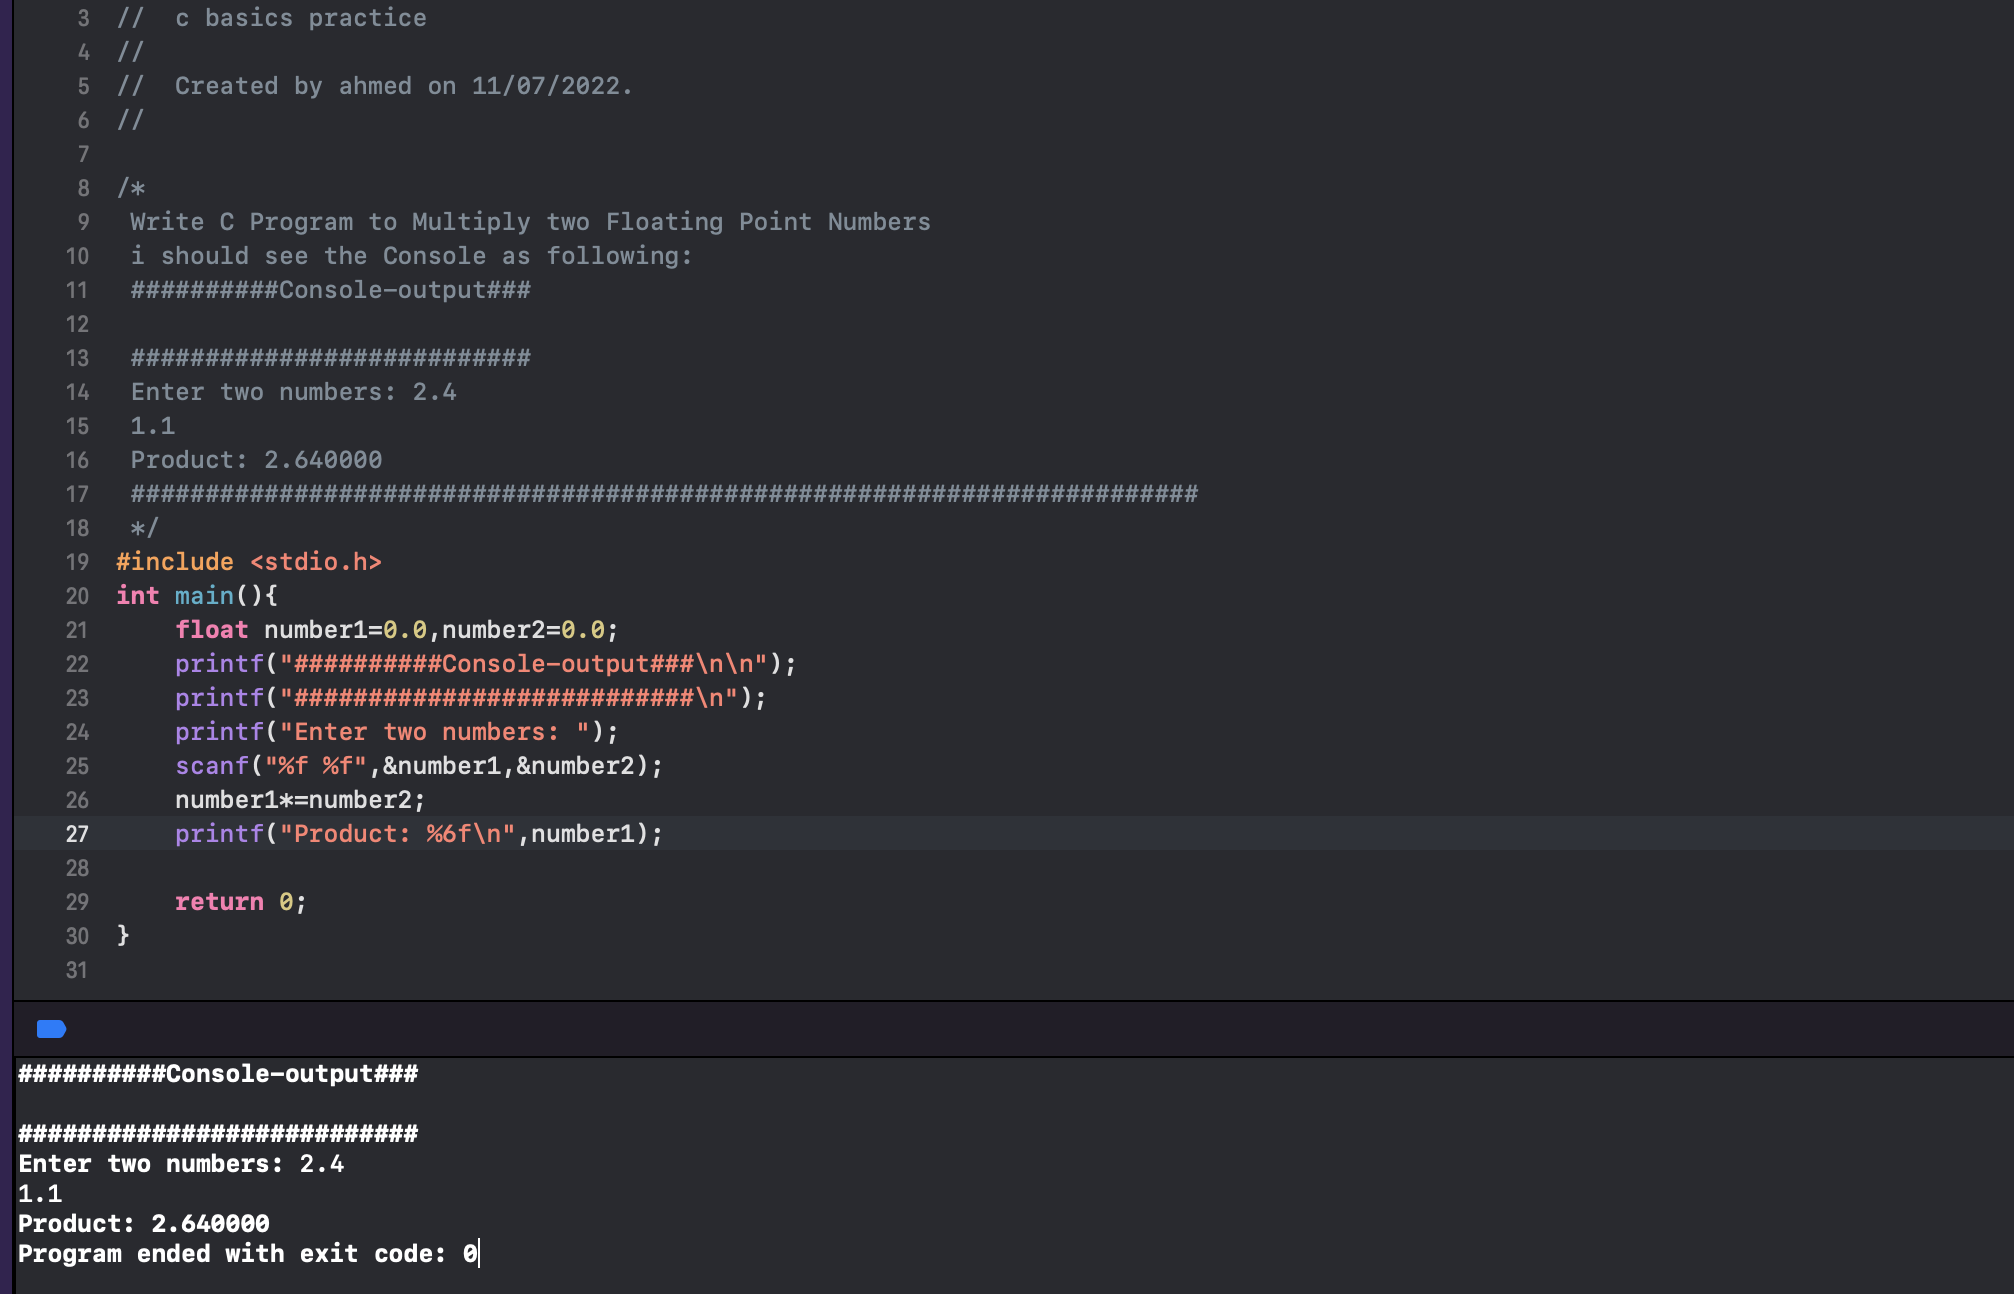 3 //  c basics practice
4 //
5 //  Created by ahmed on 11/07/2022.
6 //
7
8 /*
9  Write C Program to Multiply two Floating Point Numbers
10  i should see the Console as following:
11  ##########Console-output###
12
13  ###########################
14  Enter two numbers: 2.4
15  1.1
16  Product: 2.640000
17  ########################################################################
18  */
19 #include <stdio.h>
20 int main(){
21     float number1=0.0,number2=0.0;
22     printf("##########Console-output###\n\n");
23     printf("###########################\n");
24     printf("Enter two numbers: ");
25     scanf("%f %f",&number1,&number2);
26     number1*=number2;
27     printf("Product: %6f\n",number1);
28
29     return 0;
30 }
31
##########Console-output###

###########################
Enter two numbers: 2.4
1.1
Product: 2.640000
Program ended with exit code: 0